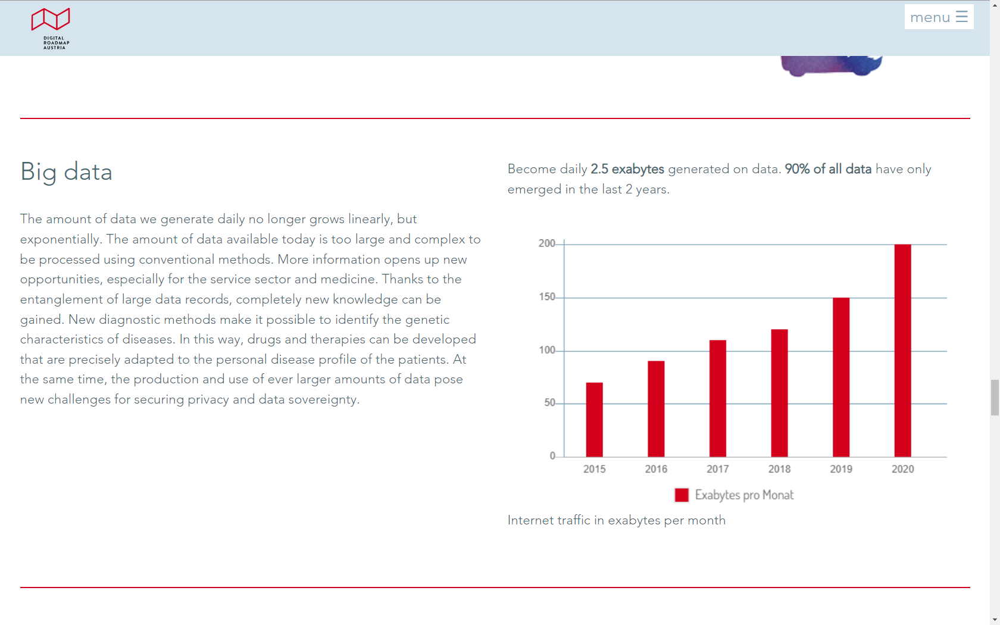 DIGITAL
ROADMAP
AUSTRIA
menu
Big data
The amount of data we generate daily no longer grows linearly, but
exponentially. The amount of data available today is too large and complex to
be processed using conventional methods. More information opens up new
opportunities, especially for the service sector and medicine. Thanks to the
entanglement of large data records, completely new knowledge can be
gained. New diagnostic methods make it possible to identify the genetic
characteristics of diseases. In this way, drugs and therapies can be developed
that are precisely adapted to the personal disease profile of the patients. At
the same time, the production and use of ever larger amounts of data pose
new challenges for securing privacy and data sovereignty.
Become daily 2.5 exabytes generated on data. 90% of all data have only
emerged in the last 2 years.
200
150
100
50
0
2015 2016 2017 2018 2019 2020
Exabytes pro Monat
Internet traffic in exabytes per month